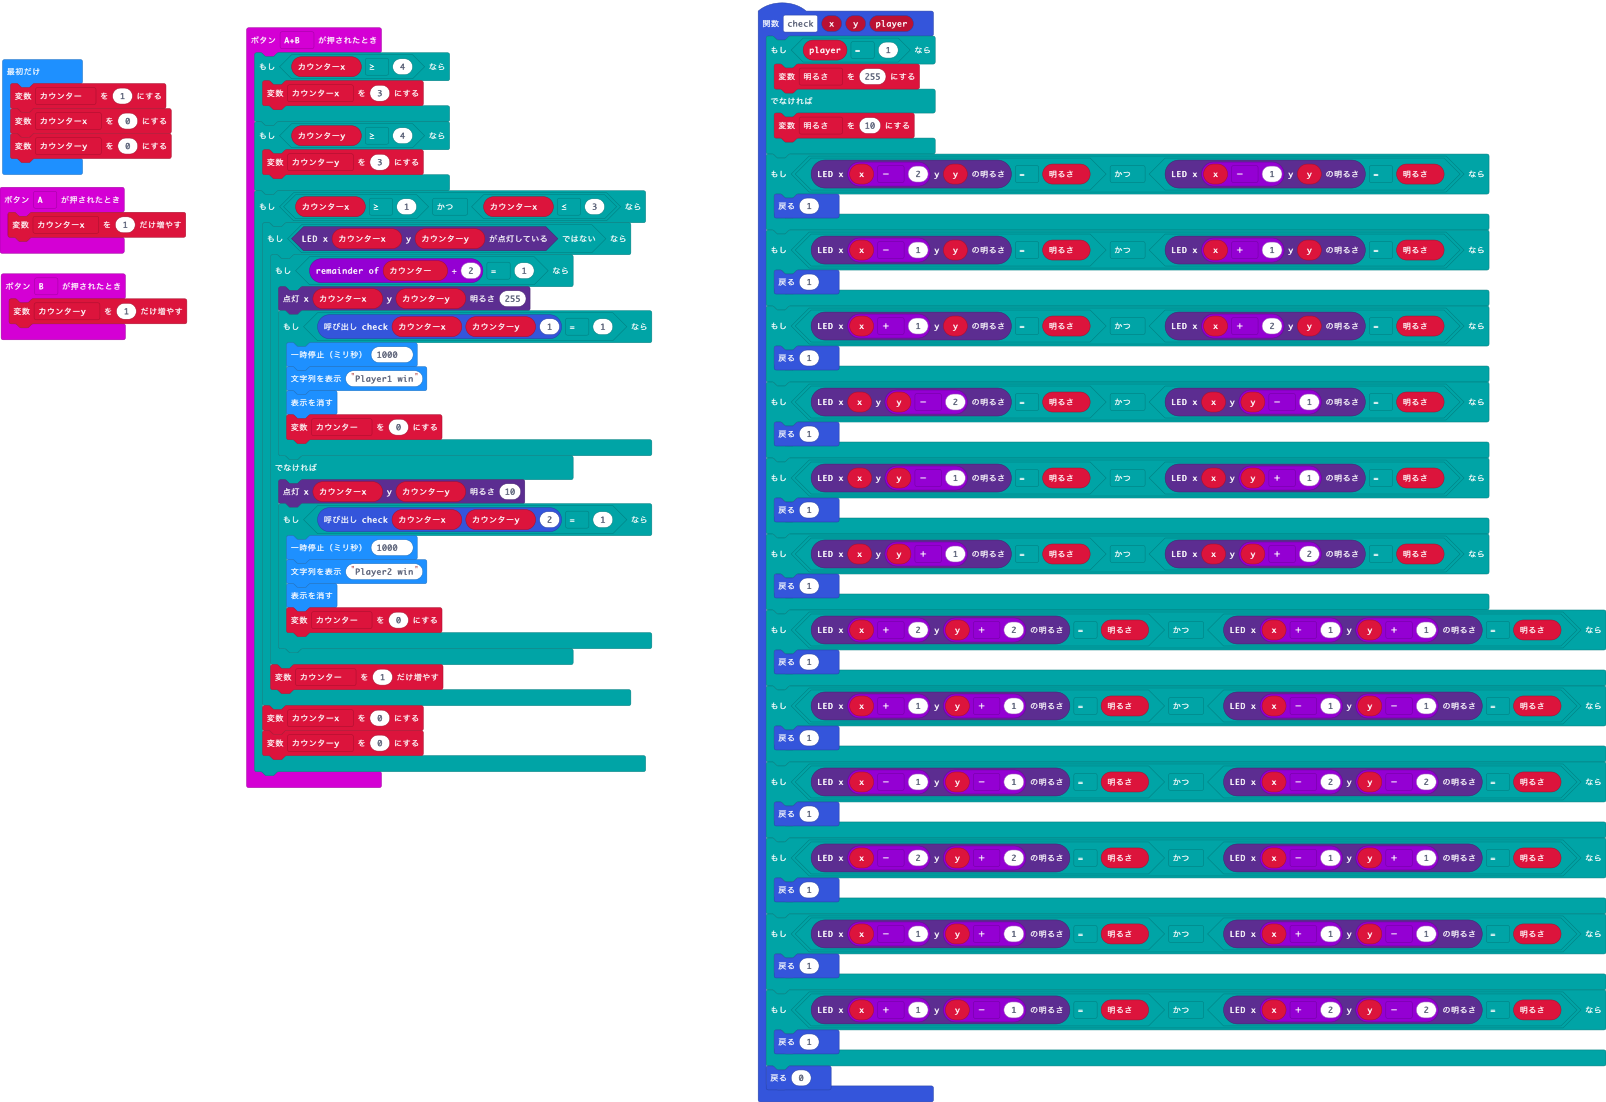 最初だけ
変数 カウンター を 1 にする
変数 カウンターx を 0 にする
変数 カウンターy を 0 にする
ボタン A が押されたとき
変数 カウンターx を 1 だけ増やす
ボタン B が押されたとき
変数 カウンターy を 1 だけ増やす
ボタン A+B が押されたとき
もし カウンターx ≥ 4 なら
変数 カウンターx を 3 にする
もし カウンターy ≥ 4 なら
変数 カウンターy を 3 にする
もし カウンターx ≥ 1 かつ カウンターx ≤ 3 なら
もし LED x カウンターx y カウンターy が点灯している ではない なら
もし remainder of カウンター ÷ 2 = 1 なら
点灯 x カウンターx y カウンターy 明るさ 255
もし 呼び出し check カウンターx カウンターy 1 = 1 なら
一時停止（ミリ秒） 1000
文字列を表示 "Player1 win"
表示を消す
変数 カウンター を 0 にする
でなければ
点灯 x カウンターx y カウンターy 明るさ 10
もし 呼び出し check カウンターx カウンターy 2 = 1 なら
一時停止（ミリ秒） 1000
文字列を表示 "Player2 win"
表示を消す
変数 カウンター を 0 にする
変数 カウンター を 1 だけ増やす
変数 カウンターx を 0 にする
変数 カウンターy を 0 にする
関数 check x y player
もし player = 1 なら
変数 明るさ を 255 にする
でなければ
変数 明るさ を 10 にする
もし LED x x - 2 y y の明るさ = 明るさ かつ LED x x - 1 y y の明るさ = 明るさ なら
戻る 1
もし LED x x - 1 y y の明るさ = 明るさ かつ LED x x + 1 y y の明るさ = 明るさ なら
戻る 1
もし LED x x + 1 y y の明るさ = 明るさ かつ LED x x + 2 y y の明るさ = 明るさ なら
戻る 1
もし LED x x y y - 2 の明るさ = 明るさ かつ LED x x y y - 1 の明るさ = 明るさ なら
戻る 1
もし LED x x y y - 1 の明るさ = 明るさ かつ LED x x y y + 1 の明るさ = 明るさ なら
戻る 1
もし LED x x y y + 1 の明るさ = 明るさ かつ LED x x y y + 2 の明るさ = 明るさ なら
戻る 1
もし LED x x + 2 y y + 2 の明るさ = 明るさ かつ LED x x + 1 y y + 1 の明るさ = 明るさ なら
戻る 1
もし LED x x + 1 y y + 1 の明るさ = 明るさ かつ LED x x - 1 y y - 1 の明るさ = 明るさ なら
戻る 1
もし LED x x - 1 y y - 1 の明るさ = 明るさ かつ LED x x - 2 y y - 2 の明るさ = 明るさ なら
戻る 1
もし LED x x - 2 y y + 2 の明るさ = 明るさ かつ LED x x - 1 y y + 1 の明るさ = 明るさ なら
戻る 1
もし LED x x - 1 y y + 1 の明るさ = 明るさ かつ LED x x + 1 y y - 1 の明るさ = 明るさ なら
戻る 1
もし LED x x + 1 y y - 1 の明るさ = 明るさ かつ LED x x + 2 y y - 2 の明るさ = 明るさ なら
戻る 1
戻る 0